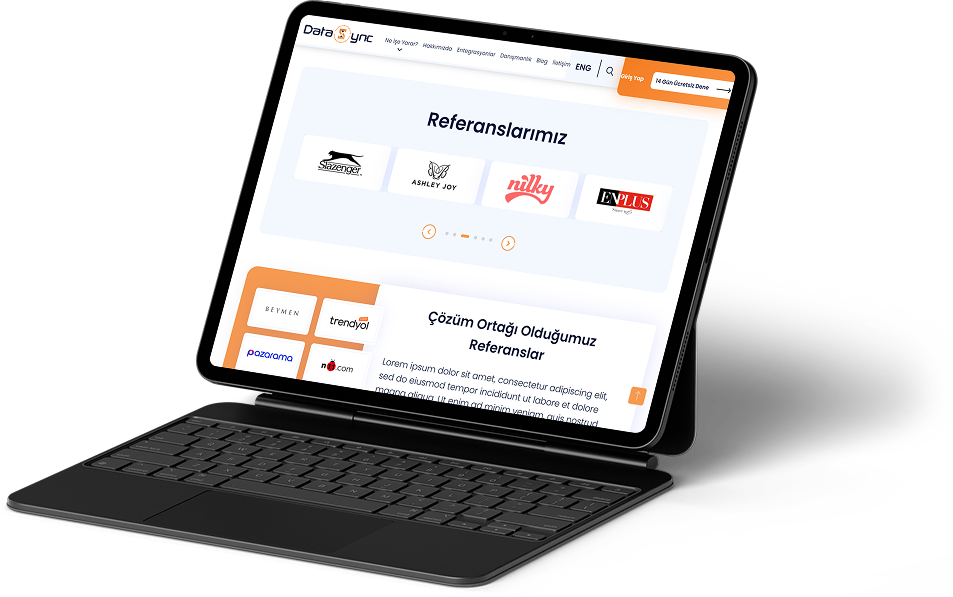 Data Sync
Ne İşe Yarar? Hakkımızda Entegrasyonlar Danışmanlık Blog İletişim ENG
Giriş Yap 14 Gün Ücretsiz Dene
Referanslarımız
Slazenger
ASHLEY JOY
nilky
ENPLUS
BEYMEN
trendyol
pazarama
n11.com
Çözüm Ortağı Olduğumuz
Referanslar
Lorem ipsum dolor sit amet, consectetur adipiscing elit,
sed do eiusmod tempor incididunt ut labore et dolore
magna aliqua. Ut enim ad minim veniam, quis nostrud